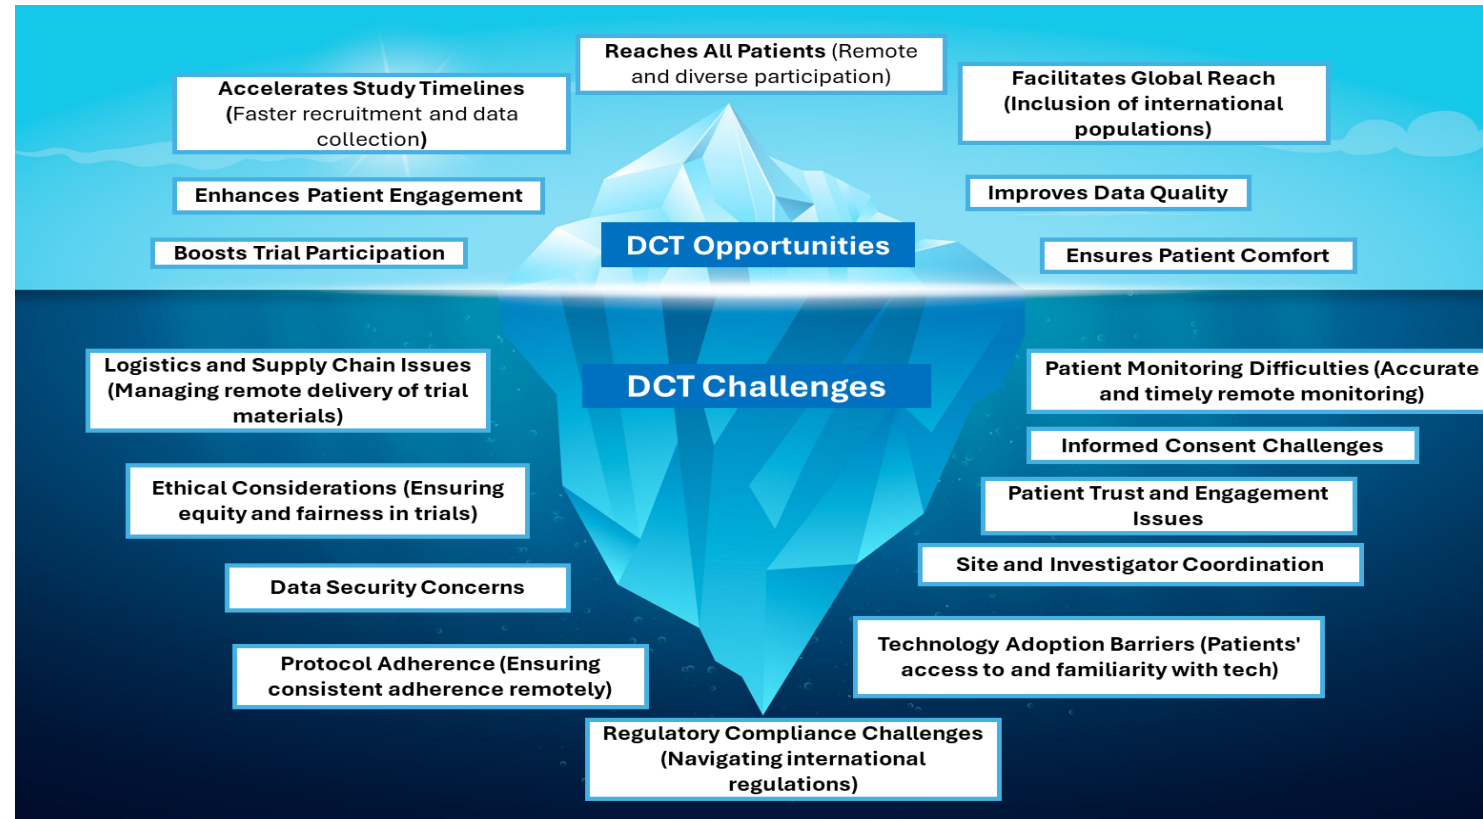 Reaches All Patients (Remote
and diverse participation)
Accelerates Study Timelines
(Faster recruitment and data
collection)
Facilitates Global Reach
(Inclusion of international
populations)
Enhances Patient Engagement
Improves Data Quality
Boosts Trial Participation
DCT Opportunities
Ensures Patient Comfort
Logistics and Supply Chain Issues
(Managing remote delivery of trial
materials)
DCT Challenges
Patient Monitoring Difficulties (Accurate
and timely remote monitoring)
Informed Consent Challenges
Ethical Considerations (Ensuring
equity and fairness in trials)
Patient Trust and Engagement
Issues
Data Security Concerns
Site and Investigator Coordination
Protocol Adherence (Ensuring
consistent adherence remotely)
Technology Adoption Barriers (Patients'
access to and familiarity with tech)
Regulatory Compliance Challenges
(Navigating international
regulations)